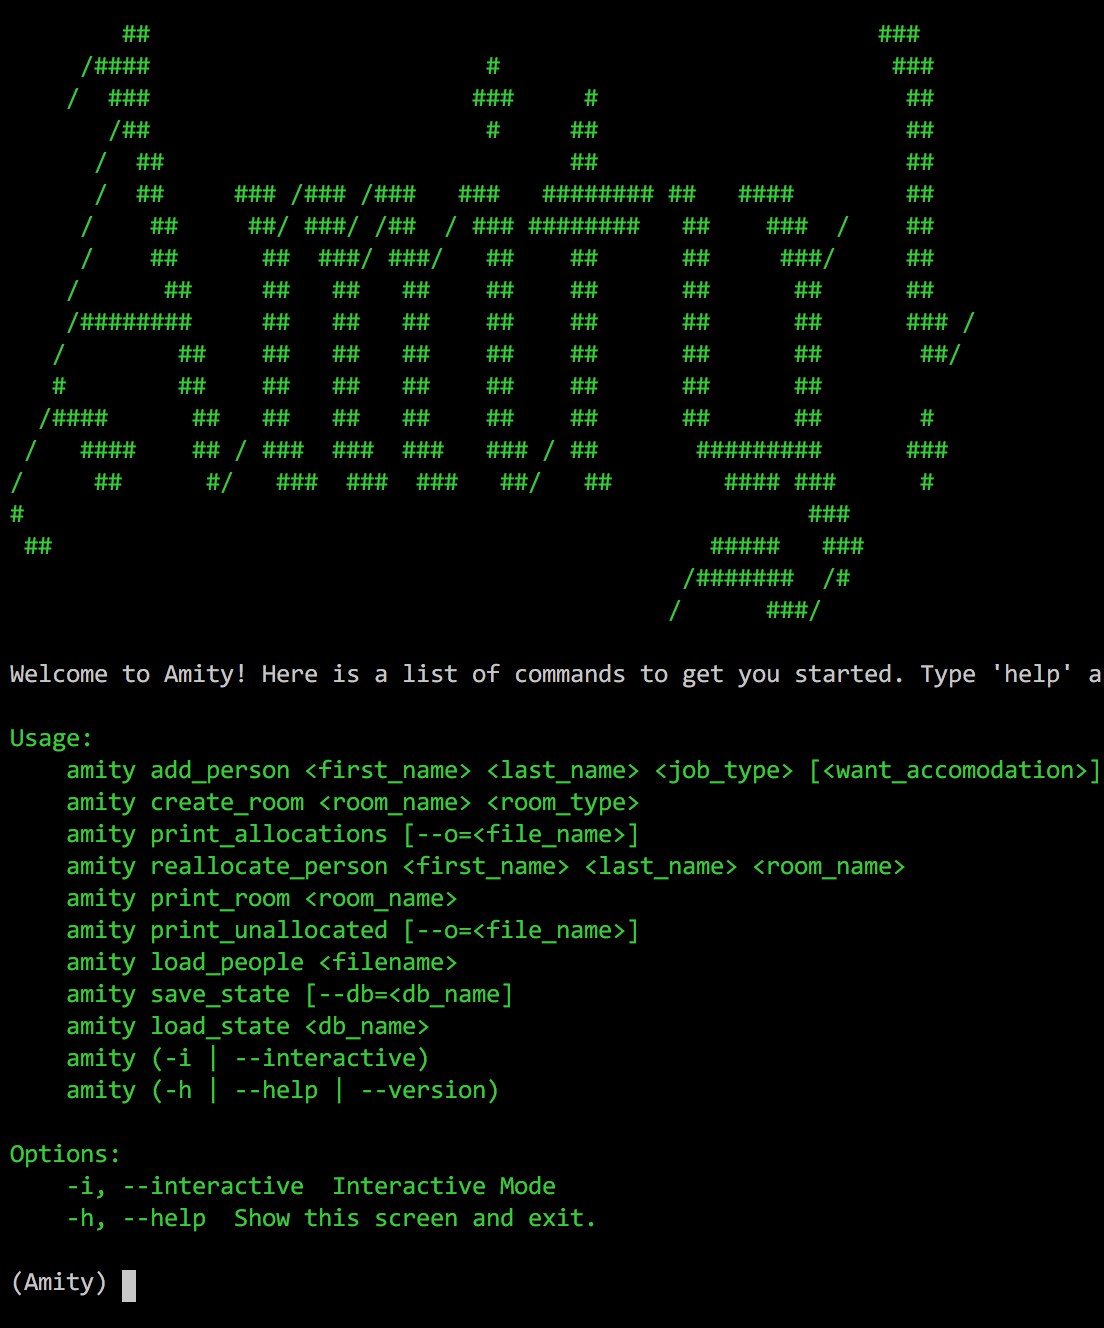 Amity!
Welcome to Amity! Here is a list of commands to get you started. Type 'help' a
Usage:
amity add_person <first_name> <last_name> <job_type> [<want_accomodation>]
amity create_room <room_name> <room_type>
amity print_allocations [--o=<file_name>]
amity reallocate_person <first_name> <last_name> <room_name>
amity print_room <room_name>
amity print_unallocated [--o=<file_name>]
amity load_people <filename>
amity save_state [--db=<db_name]
amity load_state <db_name>
amity (-i | --interactive)
amity (-h | --help | --version)
Options:
-i, --interactive  Interactive Mode
-h, --help  Show this screen and exit.
(Amity)